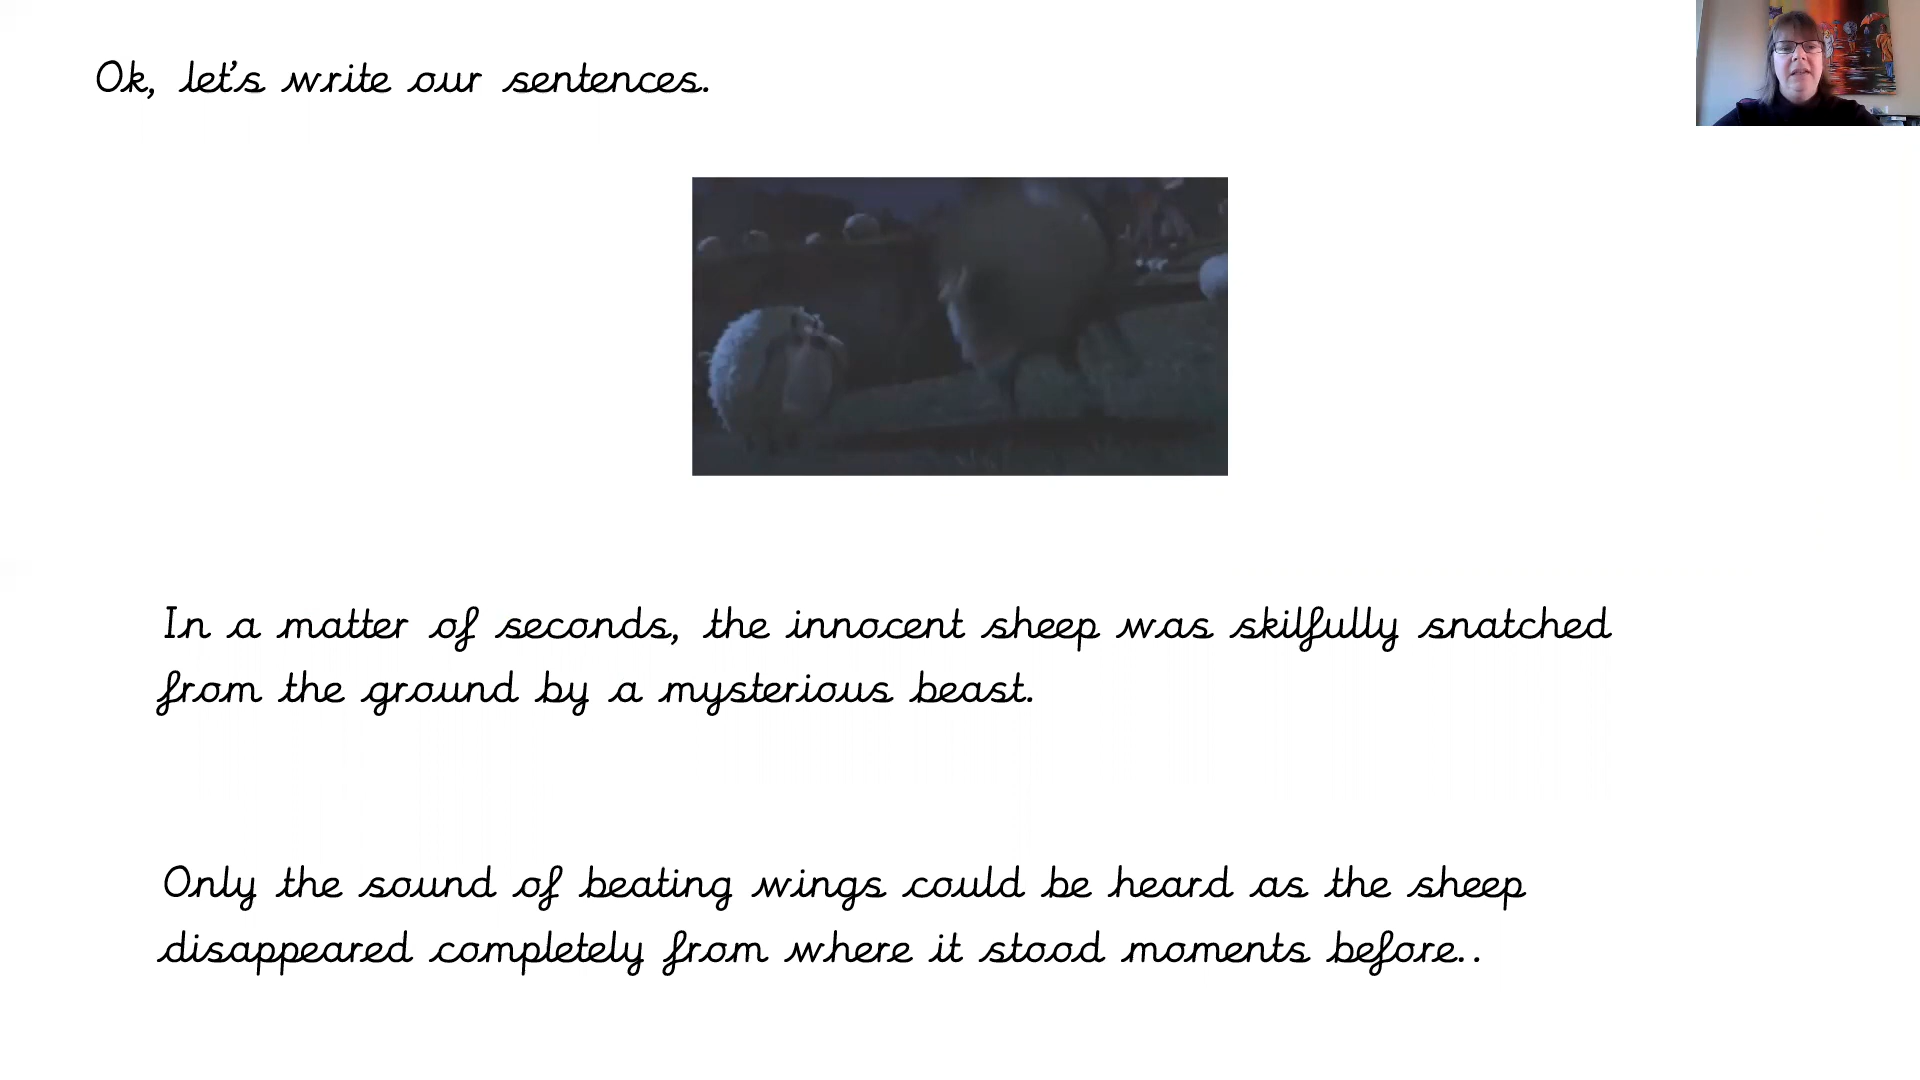 Ok, let's write our sentences.
In a matter of seconds, the innocent sheep was skilfully snatched
from the ground by a mysterious beast.
Only the sound of beating wings could be heard as the sheep
disappeared completely from where it stood moments before..